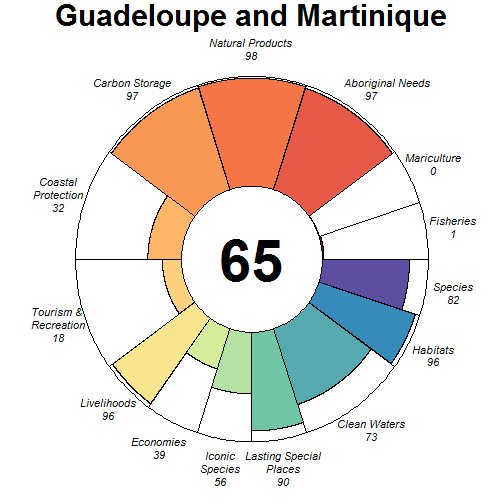 Guadeloupe and Martinique
Natural Products
98
Carbon Storage
97
Aboriginal Needs
97
Mariculture
0
Coastal
Protection
32
Fisheries
1
65
Species
82
Tourism &
Recreation
18
Habitats
96
Livelihoods
96
Clean Waters
73
Economies
39
Iconic
Species
56
Lasting Special
Places
90